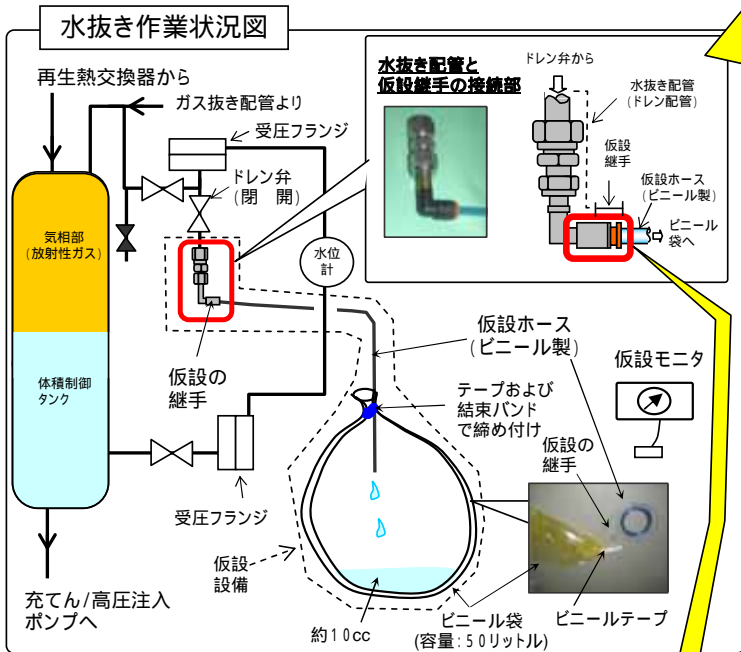 水抜き作業状況図
再生熱交換器から
ガス抜き配管より
受圧フランジ
ドレン弁
(閉 開)
気相部
(放射性ガス)
水位
計
体積制御
タンク
仮設の
継手
受圧フランジ
充てん/高圧注入
ポンプへ
水抜き配管と
仮設継手の接続部
ドレン弁から
水抜き配管
(ドレン配管)
仮設
継手
仮設ホース
(ビニール製)
ビニール
袋へ
仮設ホース
(ビニール製)
仮設モニタ
テープおよび
結束バンド
で締め付け
仮設の
継手
仮設
設備
約10cc
ビニール袋
(容量:50リットル)
ビニールテープ